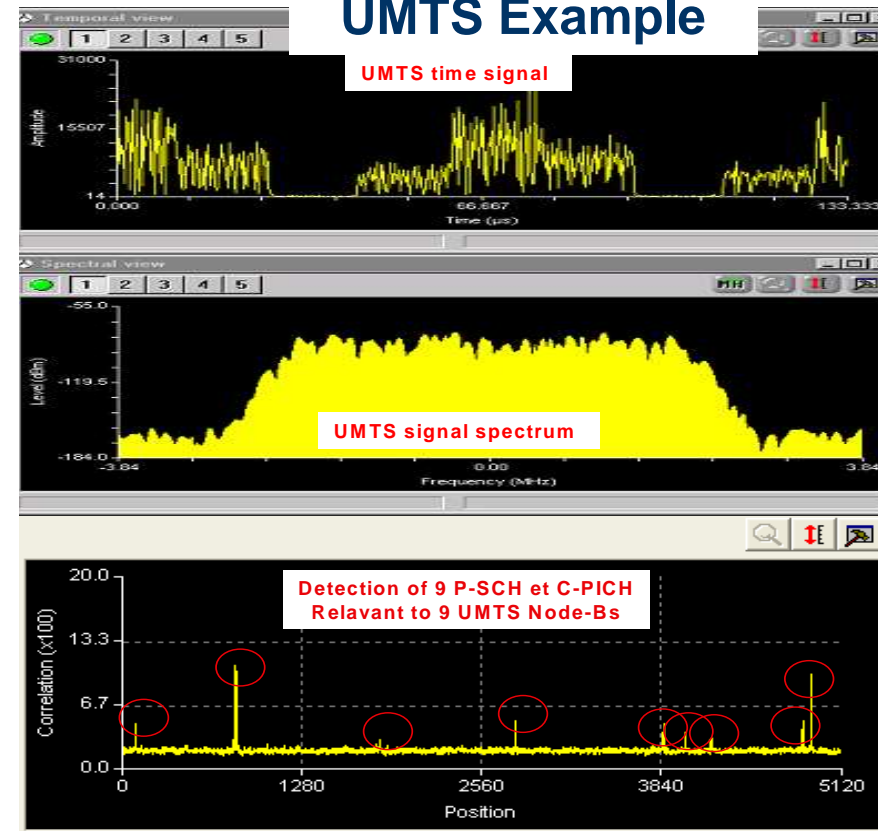 UMTS Example
Temporal view
1 2 3 4 5
UMTS time signal
31000
15507
14
Amplitude
0.000 66.667 133.333
Time (µs)
Spectral view
1 2 3 4 5 MH
-55.0
-119.5
-184.0
Level (dBm)
UMTS signal spectrum
-3.84 0.00 3.84
Frequency (MHz)
Detection of 9 P-SCH et C-PICH
Relavant to 9 UMTS Node-Bs
20.0
13.3
6.7
0.0
Correlation (x100)
0 1280 2560 3840 5120
Position